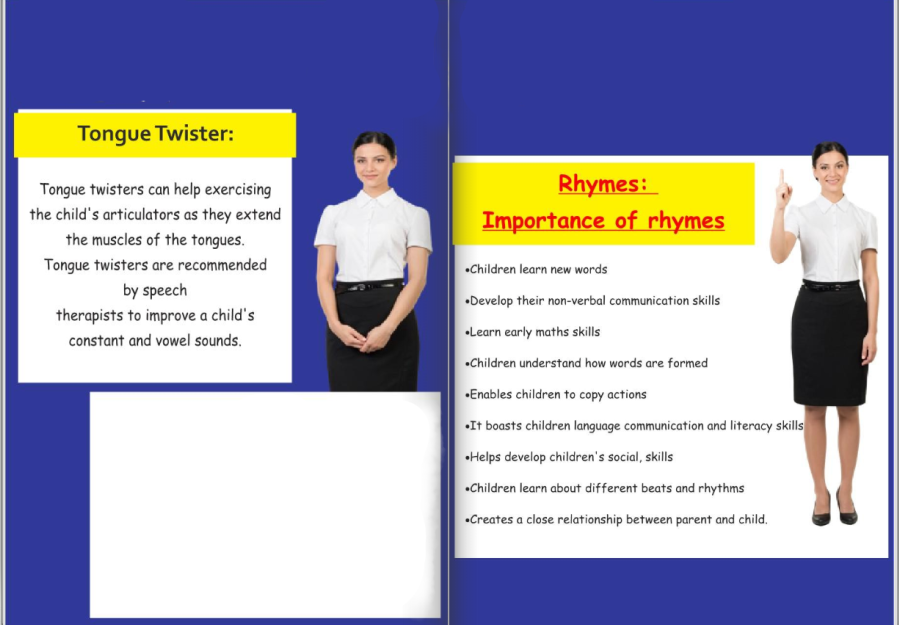 Tongue Twister:
Tongue twisters can help exercising
the child's articulators as they extend
the muscles of the tongues.
Tongue twisters are recommended
by speech
therapists to improve a child's
constant and vowel sounds.
Rhymes:
Importance of rhymes
•Children learn new words
•Develop their non-verbal communication skills
•Learn early maths skills
•Children understand how words are formed
•Enables children to copy actions
•It boasts children language communication and literacy skills
•Helps develop children's social, skills
•Children learn about different beats and rhythms
•Creates a close relationship between parent and child.